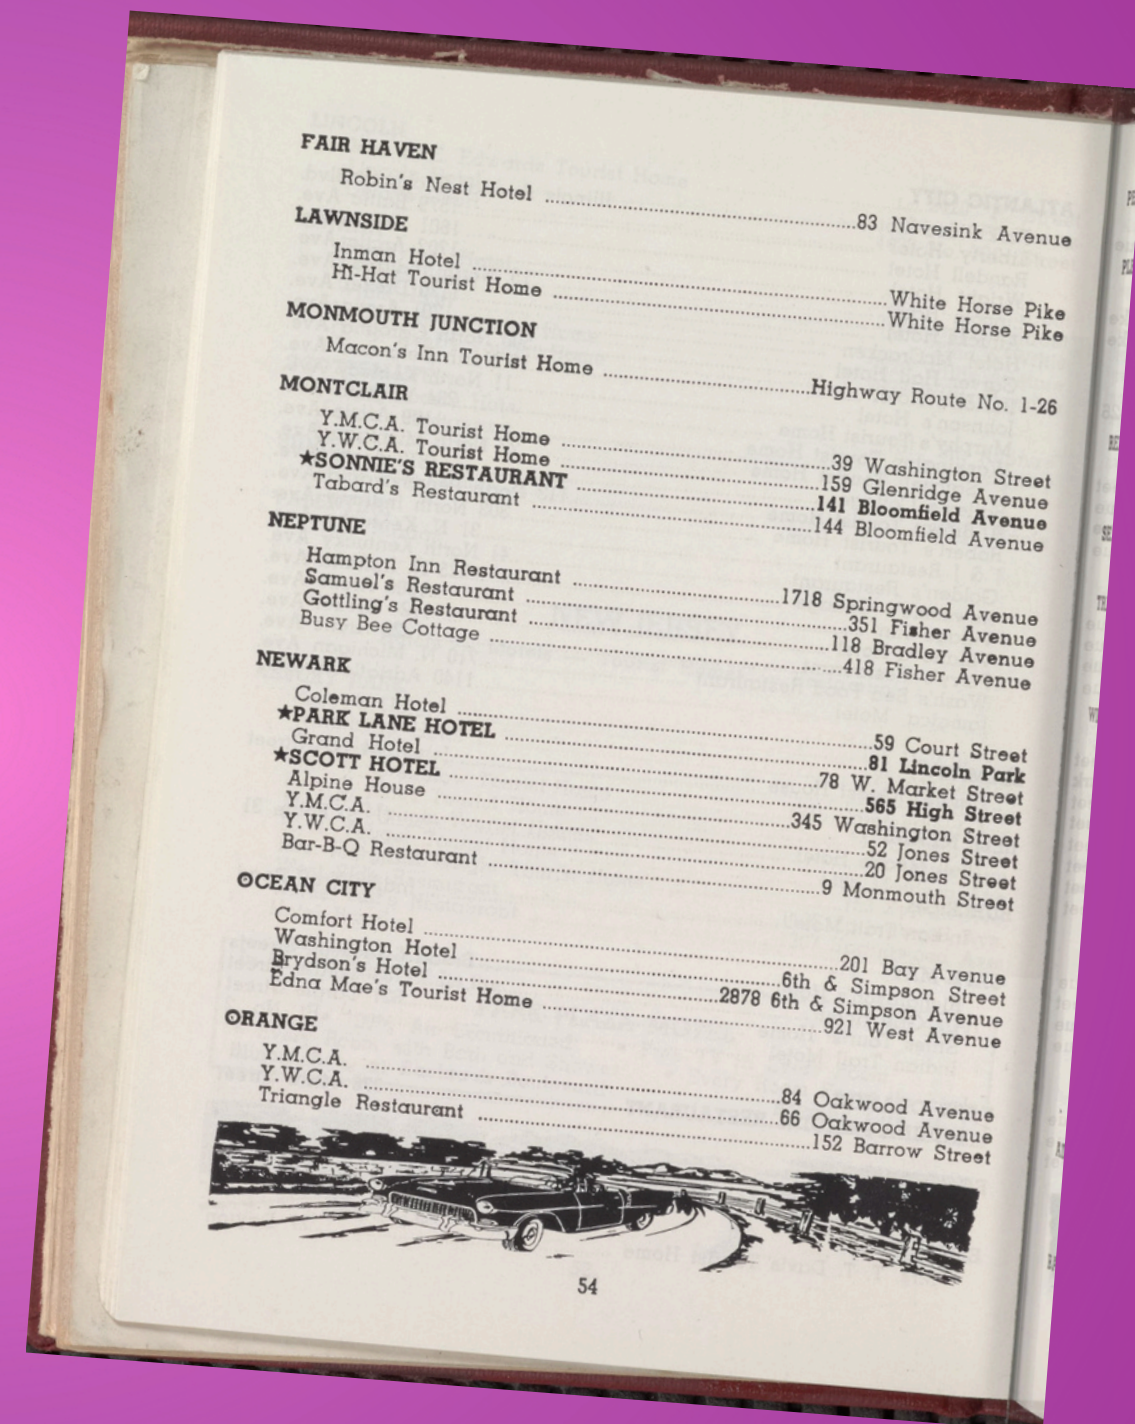 FAIR HAVEN
Robin's Nest Hotel ..........83 Navesink Avenue
LAWNSIDE
Inman Hotel ..........White Horse Pike
Hi-Hat Tourist Home ..........White Horse Pike
MONMOUTH JUNCTION
Macon's Inn Tourist Home ..........Highway Route No. 1-26
MONTCLAIR
Y.M.C.A. Tourist Home ..........39 Washington Street
Y.W.C.A. Tourist Home ..........159 Glenridge Avenue
★SONNIE'S RESTAURANT ..........141 Bloomfield Avenue
Tabard's Restaurant ..........144 Bloomfield Avenue
NEPTUNE
Hampton Inn Restaurant ..........1718 Springwood Avenue
Samuel's Restaurant ..........351 Fisher Avenue
Gottling's Restaurant ..........118 Bradley Avenue
Busy Bee Cottage ..........418 Fisher Avenue
NEWARK
Coleman Hotel ..........59 Court Street
★PARK LANE HOTEL ..........81 Lincoln Park
Grand Hotel ..........78 W. Market Street
★SCOTT HOTEL ..........565 High Street
Alpine House ..........345 Washington Street
Y.M.C.A. ..........52 Jones Street
Y.W.C.A. ..........20 Jones Street
Bar-B-Q Restaurant ..........9 Monmouth Street
OCEAN CITY
Comfort Hotel ..........201 Bay Avenue
Washington Hotel ..........6th & Simpson Street
Brydson's Hotel ..........2878 6th & Simpson Avenue
Edna Mae's Tourist Home ..........921 West Avenue
ORANGE
Y.M.C.A. ..........84 Oakwood Avenue
Y.W.C.A. ..........66 Oakwood Avenue
Triangle Restaurant ..........152 Barrow Street
54